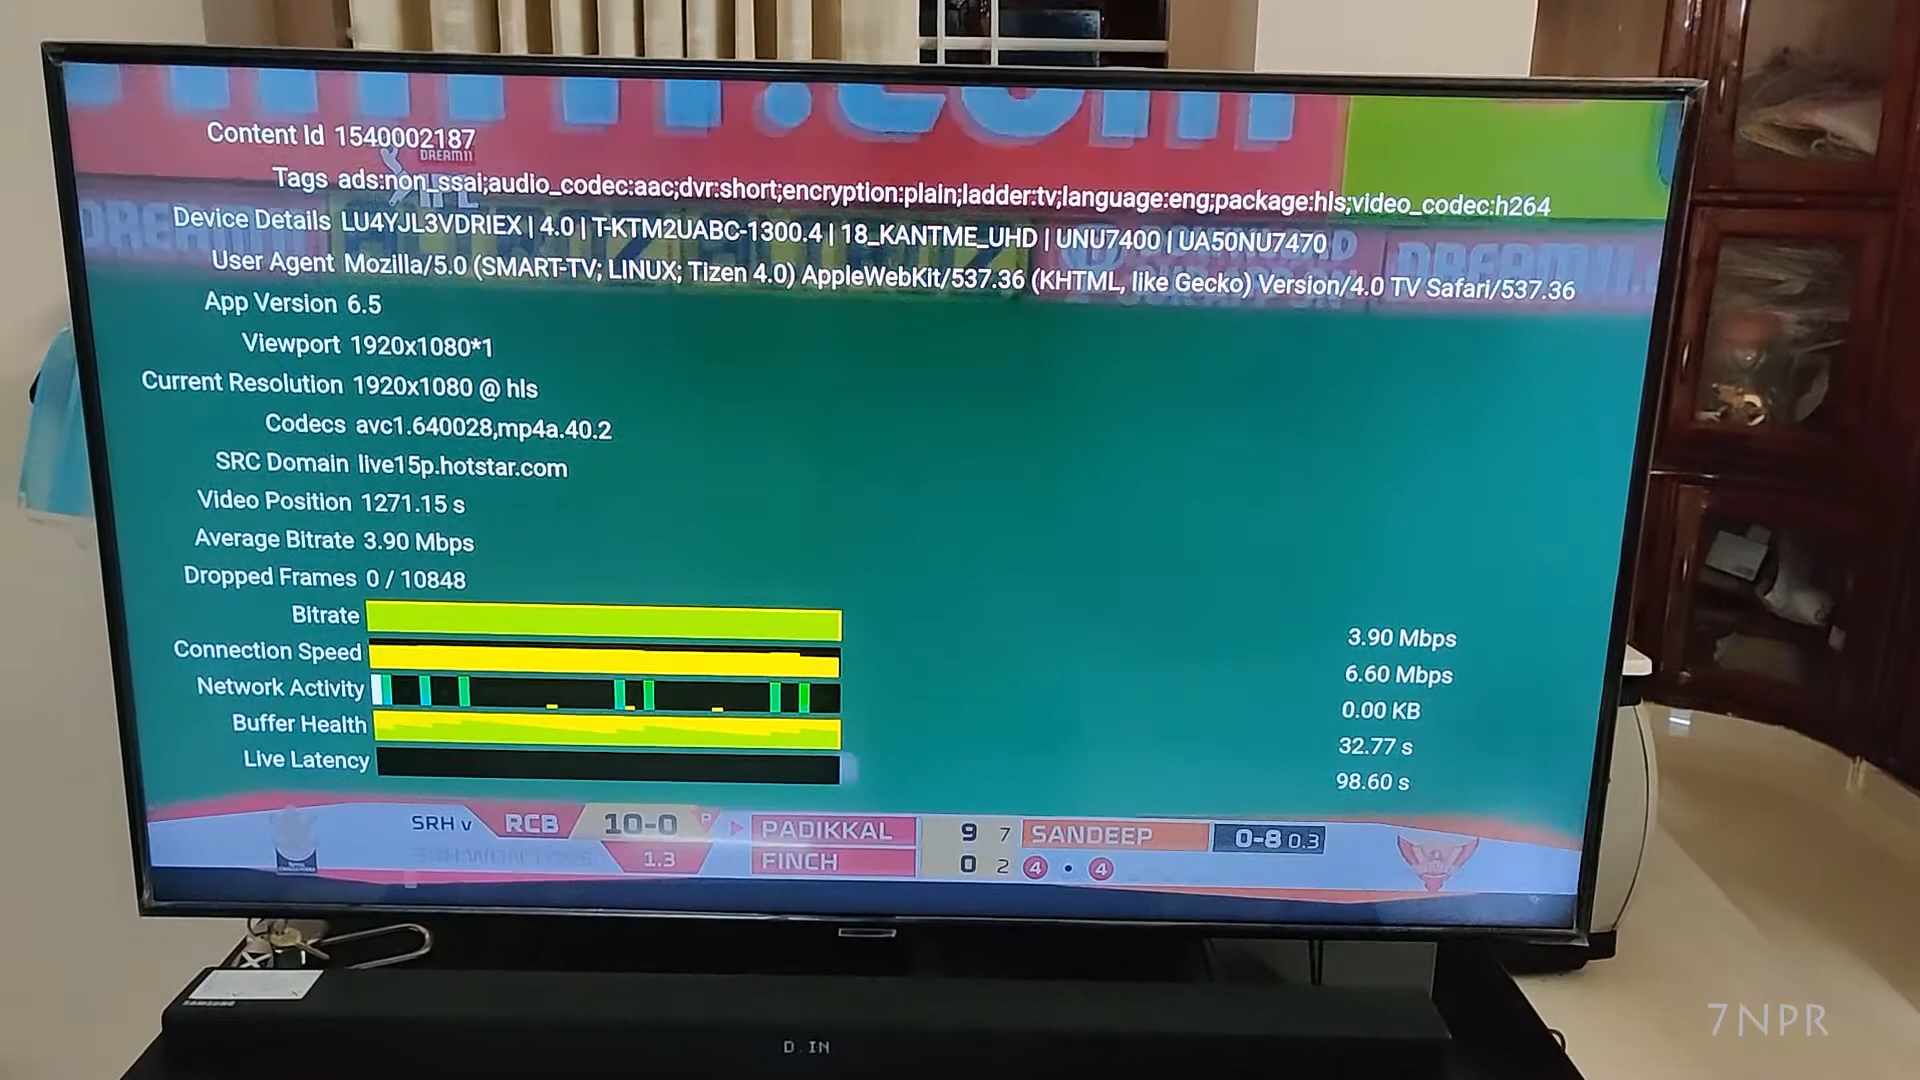 Content Id 1540002187
DREAM11
IPL
Tags ads:non_ssai;audio_codec:aac;dvr:short;encryption:plain;ladder:tv;language:eng;package:hls;video_codec:h264
Device Details LU4YJL3VDRIEX | 4.0 | T-KTM2UABC-1300.4 | 18_KANTME_UHD | UNU7400 | UA50NU7470
User Agent Mozilla/5.0 (SMART-TV; LINUX; Tizen 4.0) AppleWebKit/537.36 (KHTML, like Gecko) Version/4.0 TV Safari/537.36
App Version 6.5
Viewport 1920x1080*1
Current Resolution 1920x1080 @ hls
Codecs avc1.640028,mp4a.40.2
SRC Domain live15p.hotstar.com
Video Position 1271.15 s
Average Bitrate 3.90 Mbps
Dropped Frames 0 / 10848
Bitrate 3.90 Mbps
Connection Speed 6.60 Mbps
Network Activity 0.00 KB
Buffer Health 32.77 s
Live Latency 98.60 s
SRH v RCB 10-0 P PADIKKAL 9 7 SANDEEP 0-8 0.3
1.3 FINCH 0 2 4 • 4
SAMSUNG
D.IN
7NPR